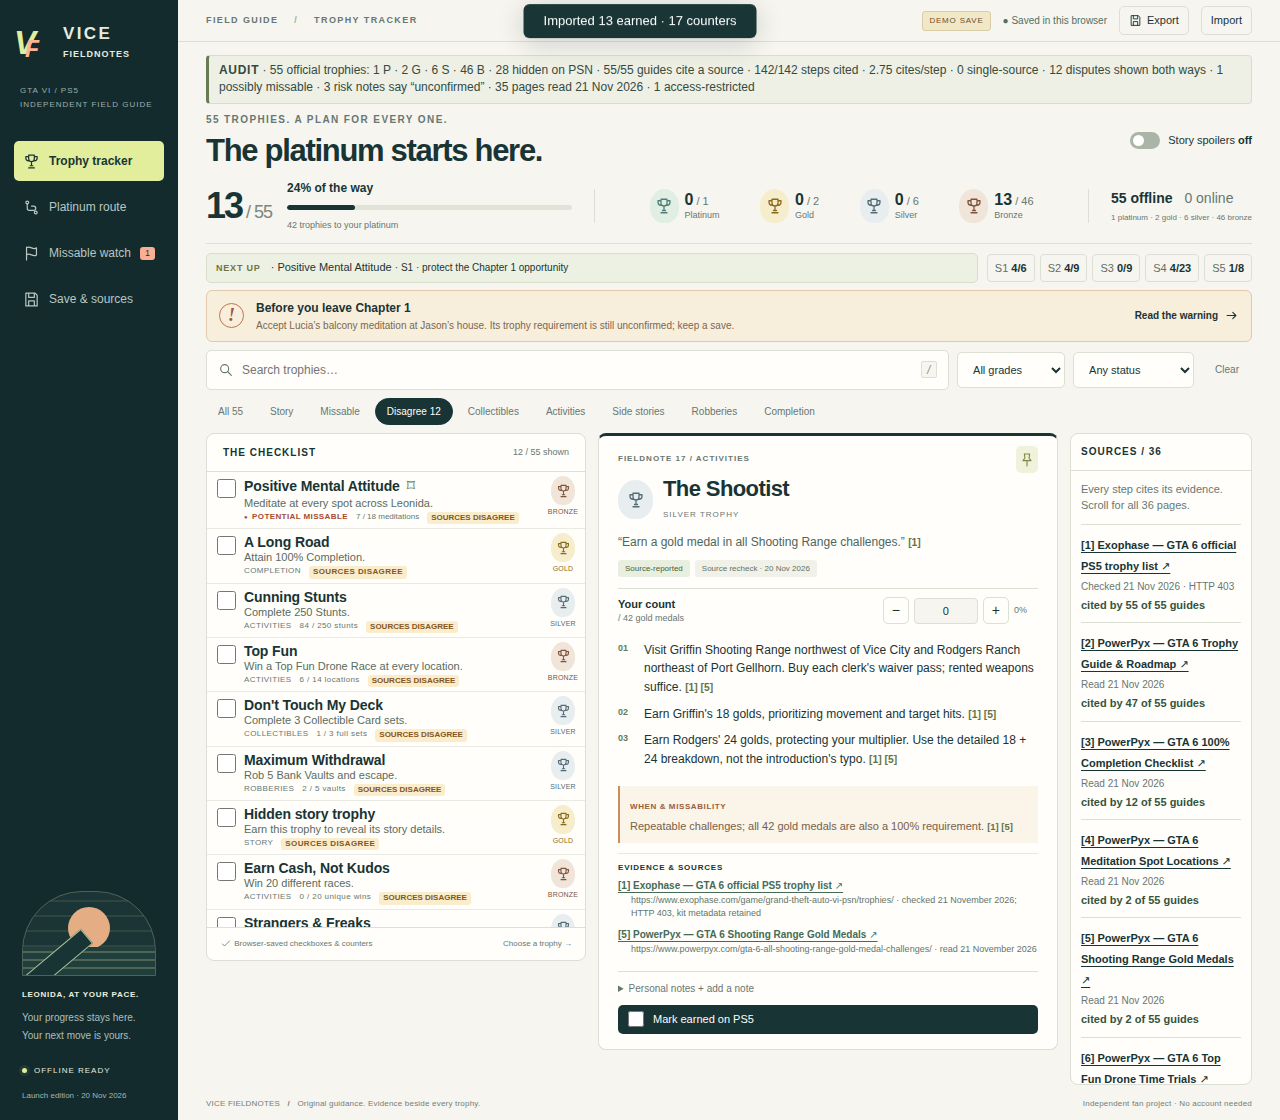 VICE
FIELDNOTES
GTA VI / PS5
INDEPENDENT FIELD GUIDE
Trophy tracker
Platinum route
Missable watch 1
Save & sources
LEONIDA, AT YOUR PACE.
Your progress stays here.
Your next move is yours.
OFFLINE READY
Launch edition · 20 Nov 2026
FIELD GUIDE / TROPHY TRACKER
Imported 13 earned · 17 counters
DEMO SAVE
● Saved in this browser
Export
Import
AUDIT · 55 official trophies: 1 P · 2 G · 6 S · 46 B · 28 hidden on PSN · 55/55 guides cite a source · 142/142 steps cited · 2.75 cites/step · 0 single-source · 12 disputes shown both ways · 1
possibly missable · 3 risk notes say “unconfirmed” · 35 pages read 21 Nov 2026 · 1 access-restricted
55 TROPHIES. A PLAN FOR EVERY ONE.
The platinum starts here.
Story spoilers off
13 / 55
24% of the way
42 trophies to your platinum
0 / 1
Platinum
0 / 2
Gold
0 / 6
Silver
13 / 46
Bronze
55 offline 0 online
1 platinum · 2 gold · 6 silver · 46 bronze
NEXT UP · Positive Mental Attitude · S1 · protect the Chapter 1 opportunity
S1 4/6
S2 4/9
S3 0/9
S4 4/23
S5 1/8
!
Before you leave Chapter 1
Accept Lucia’s balcony meditation at Jason’s house. Its trophy requirement is still unconfirmed; keep a save.
Read the warning →
Search trophies…
/
All grades
Any status
Clear
All 55
Story
Missable
Disagree 12
Collectibles
Activities
Side stories
Robberies
Completion
THE CHECKLIST
12 / 55 shown
Positive Mental Attitude
Meditate at every spot across Leonida.
● POTENTIAL MISSABLE 7 / 18 meditations SOURCES DISAGREE
BRONZE
A Long Road
Attain 100% Completion.
COMPLETION SOURCES DISAGREE
GOLD
Cunning Stunts
Complete 250 Stunts.
ACTIVITIES 84 / 250 stunts SOURCES DISAGREE
SILVER
Top Fun
Win a Top Fun Drone Race at every location.
ACTIVITIES 6 / 14 locations SOURCES DISAGREE
BRONZE
Don't Touch My Deck
Complete 3 Collectible Card sets.
COLLECTIBLES 1 / 3 full sets SOURCES DISAGREE
SILVER
Maximum Withdrawal
Rob 5 Bank Vaults and escape.
ROBBERIES 2 / 5 vaults SOURCES DISAGREE
SILVER
Hidden story trophy
Earn this trophy to reveal its story details.
STORY SOURCES DISAGREE
GOLD
Earn Cash, Not Kudos
Win 20 different races.
ACTIVITIES 0 / 20 unique wins SOURCES DISAGREE
BRONZE
Strangers & Freaks
Browser-saved checkboxes & counters
Choose a trophy →
FIELDNOTE 17 / ACTIVITIES
The Shootist
SILVER TROPHY
“Earn a gold medal in all Shooting Range challenges.” [1]
Source-reported
Source recheck · 20 Nov 2026
Your count
/ 42 gold medals
−
0
+
0%
01 Visit Griffin Shooting Range northwest of Vice City and Rodgers Ranch
northeast of Port Gellhorn. Buy each clerk's waiver pass; rented weapons
suffice. [1] [5]
02 Earn Griffin's 18 golds, prioritizing movement and target hits. [1] [5]
03 Earn Rodgers' 24 golds, protecting your multiplier. Use the detailed 18 +
24 breakdown, not the introduction's typo. [1] [5]
WHEN & MISSABILITY
Repeatable challenges; all 42 gold medals are also a 100% requirement. [1] [5]
EVIDENCE & SOURCES
[1] Exophase — GTA 6 official PS5 trophy list ↗
https://www.exophase.com/game/grand-theft-auto-vi-psn/trophies/ · checked 21 November 2026;
HTTP 403, kit metadata retained
[5] PowerPyx — GTA 6 Shooting Range Gold Medals ↗
https://www.powerpyx.com/gta-6-all-shooting-range-gold-medal-challenges/ · read 21 November 2026
▶ Personal notes + add a note
Mark earned on PS5
SOURCES / 36
Every step cites its evidence.
Scroll for all 36 pages.
[1] Exophase — GTA 6 official
PS5 trophy list ↗
Checked 21 Nov 2026 · HTTP 403
cited by 55 of 55 guides
[2] PowerPyx — GTA 6 Trophy
Guide & Roadmap ↗
Read 21 Nov 2026
cited by 47 of 55 guides
[3] PowerPyx — GTA 6 100%
Completion Checklist ↗
Read 21 Nov 2026
cited by 12 of 55 guides
[4] PowerPyx — GTA 6
Meditation Spot Locations ↗
Read 21 Nov 2026
cited by 2 of 55 guides
[5] PowerPyx — GTA 6
Shooting Range Gold Medals
↗
Read 21 Nov 2026
cited by 2 of 55 guides
[6] PowerPyx — GTA 6 Top
Fun Drone Time Trials ↗
VICE FIELDNOTES / Original guidance. Evidence beside every trophy.
Independent fan project · No account needed